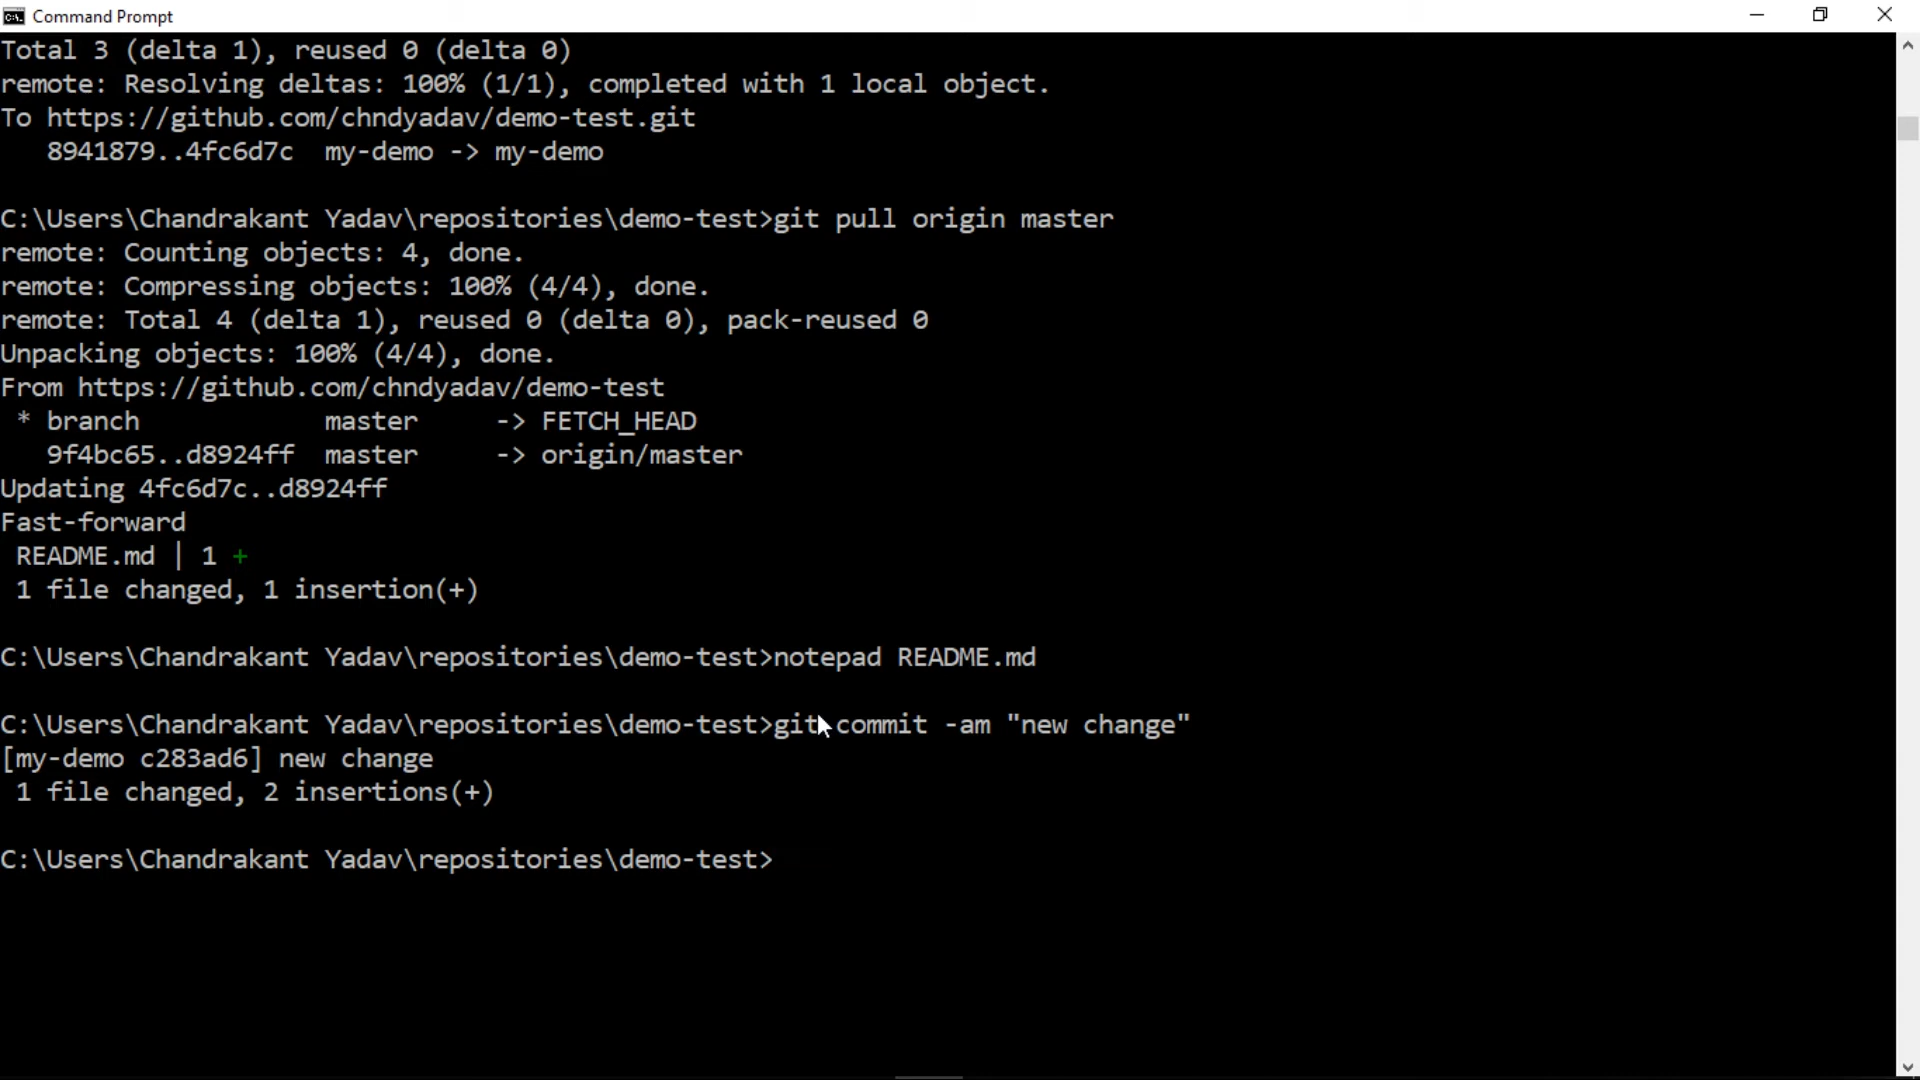 Command Prompt
Total 3 (delta 1), reused 0 (delta 0)
remote: Resolving deltas: 100% (1/1), completed with 1 local object.
To https://github.com/chndyadav/demo-test.git
   8941879..4fc6d7c  my-demo -> my-demo
C:\Users\Chandrakant Yadav\repositories\demo-test>git pull origin master
remote: Counting objects: 4, done.
remote: Compressing objects: 100% (4/4), done.
remote: Total 4 (delta 1), reused 0 (delta 0), pack-reused 0
Unpacking objects: 100% (4/4), done.
From https://github.com/chndyadav/demo-test
 * branch            master     -> FETCH_HEAD
   9f4bc65..d8924ff  master     -> origin/master
Updating 4fc6d7c..d8924ff
Fast-forward
 README.md | 1 +
 1 file changed, 1 insertion(+)
C:\Users\Chandrakant Yadav\repositories\demo-test>notepad README.md
C:\Users\Chandrakant Yadav\repositories\demo-test>git commit -am "new change"
[my-demo c283ad6] new change
 1 file changed, 2 insertions(+)
C:\Users\Chandrakant Yadav\repositories\demo-test>